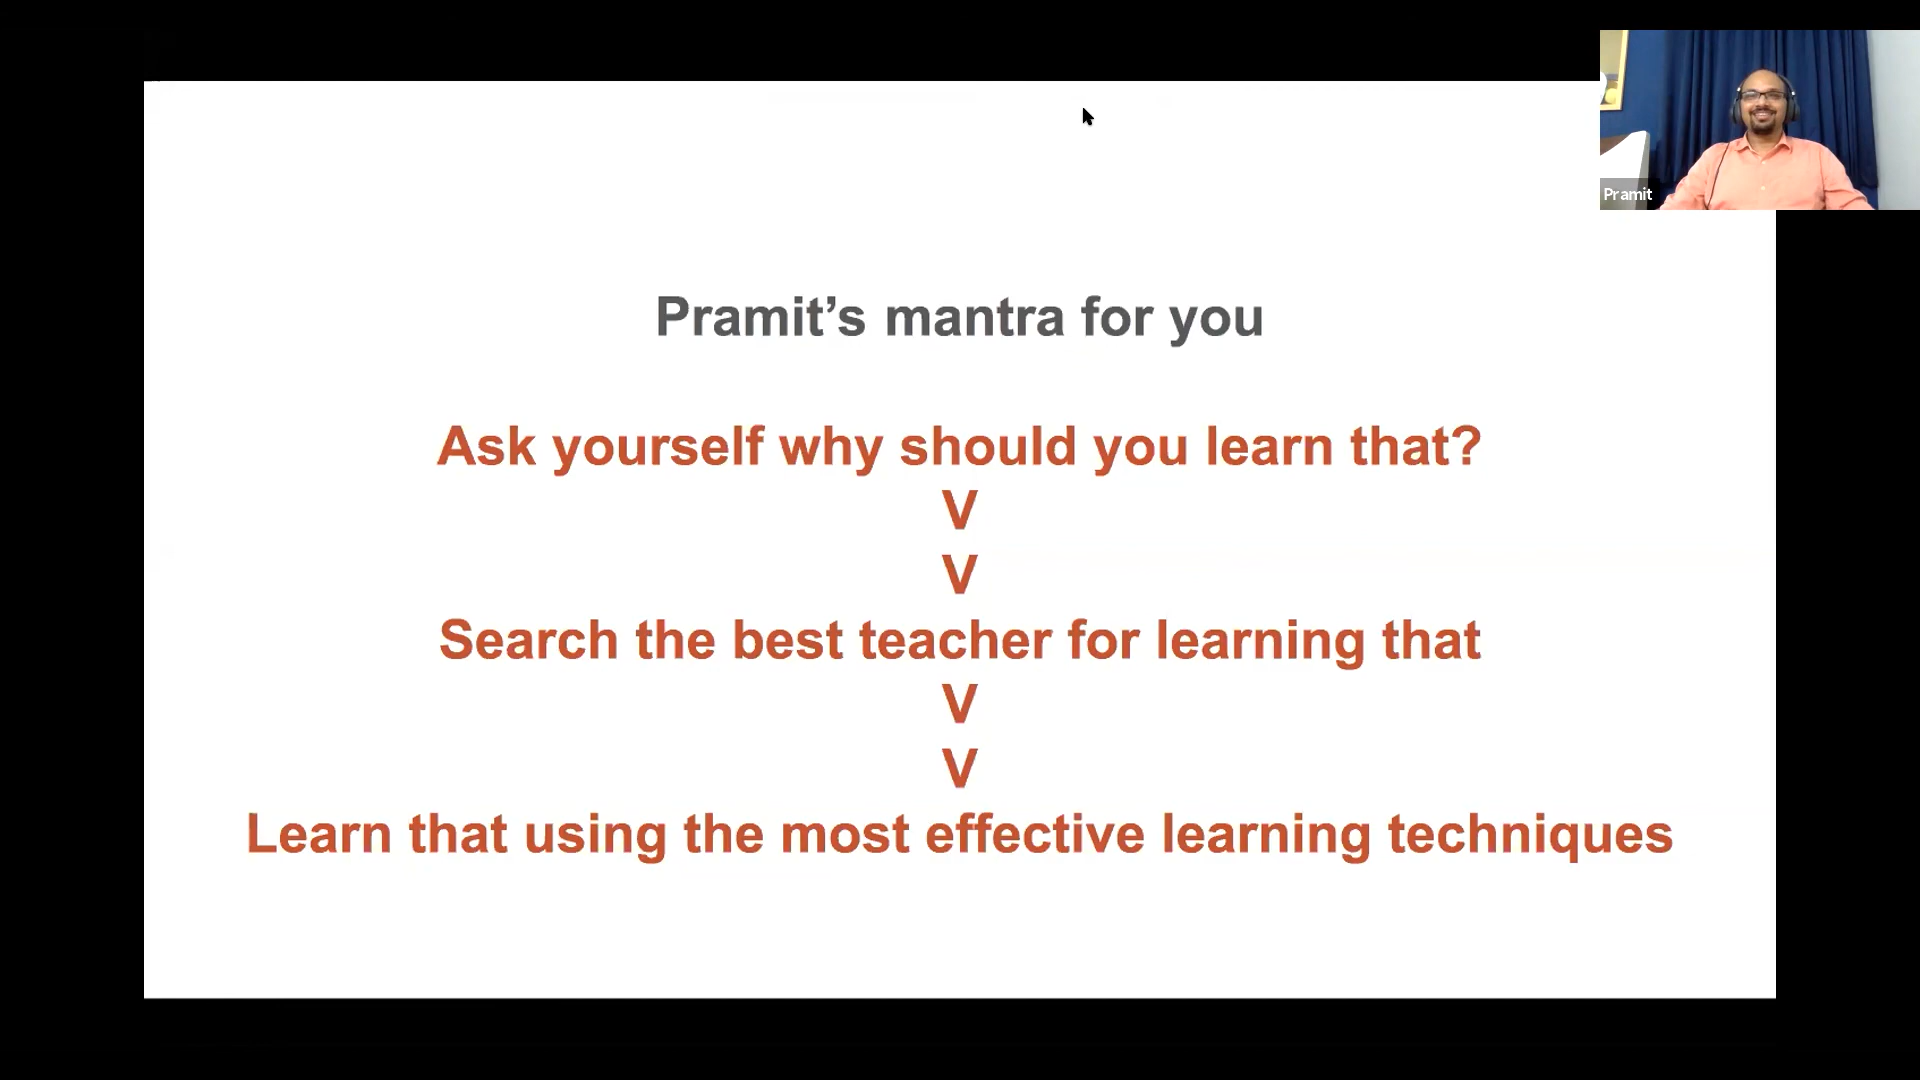 Pramit
Pramit’s mantra for you
Ask yourself why should you learn that?
V
V
Search the best teacher for learning that
V
V
Learn that using the most effective learning techniques